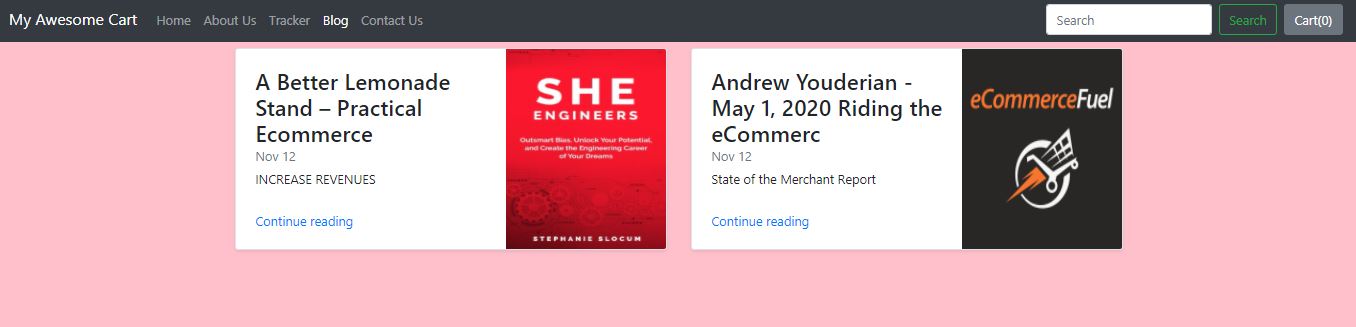 My Awesome Cart Home About Us Tracker Blog Contact Us Search Search Cart(0)
A Better Lemonade
Stand – Practical
Ecommerce
Nov 12
INCREASE REVENUES
Continue reading
SHE
ENGINEERS
Outsmart Bias, Unlock Your Potential,
and Create the Engineering Career
of Your Dreams
STEPHANIE SLOCUM
Andrew Youderian -
May 1, 2020 Riding the
eCommerc
Nov 12
State of the Merchant Report
Continue reading
eCommerceFuel